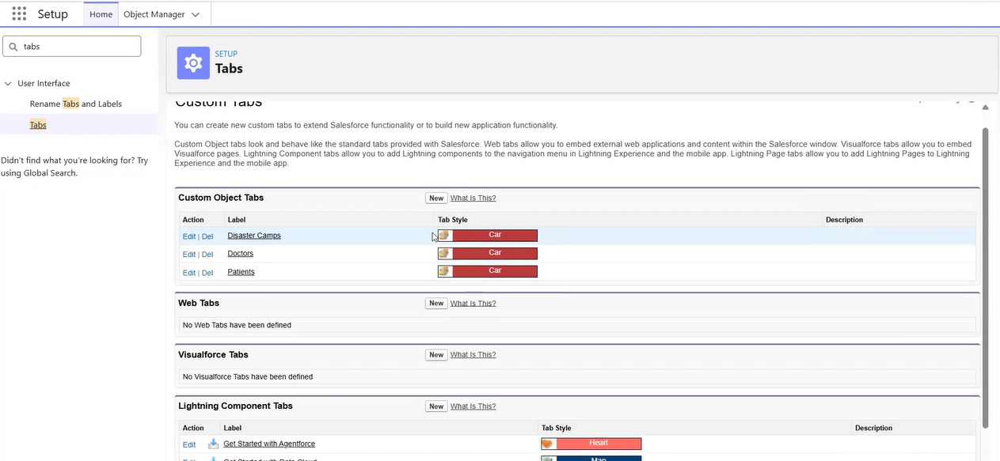 Setup Home Object Manager
tabs
SETUP
Tabs
User Interface
Rename Tabs and Labels
Tabs
Didn't find what you're looking for? Try
using Global Search.
Custom Tabs
You can create new custom tabs to extend Salesforce functionality or to build new application functionality.
Custom Object tabs look and behave like the standard tabs provided with Salesforce. Web tabs allow you to embed external web applications and content within the Salesforce window. Visualforce tabs allow you to embed
Visualforce pages. Lightning Component tabs allow you to add Lightning components to the navigation menu in Lightning Experience and the mobile app. Lightning Page tabs allow you to add Lightning Pages to Lightning
Experience and the mobile app.
Custom Object Tabs New What Is This?
Action Label Tab Style Description
Edit | Del Disaster Camps Car
Edit | Del Doctors Car
Edit | Del Patients Car
Web Tabs New What Is This?
No Web Tabs have been defined
Visualforce Tabs New What Is This?
No Visualforce Tabs have been defined
Lightning Component Tabs New What Is This?
Action Label Tab Style Description
Edit Get Started with Agentforce Heart
Edit Get Started with Data Cloud Map